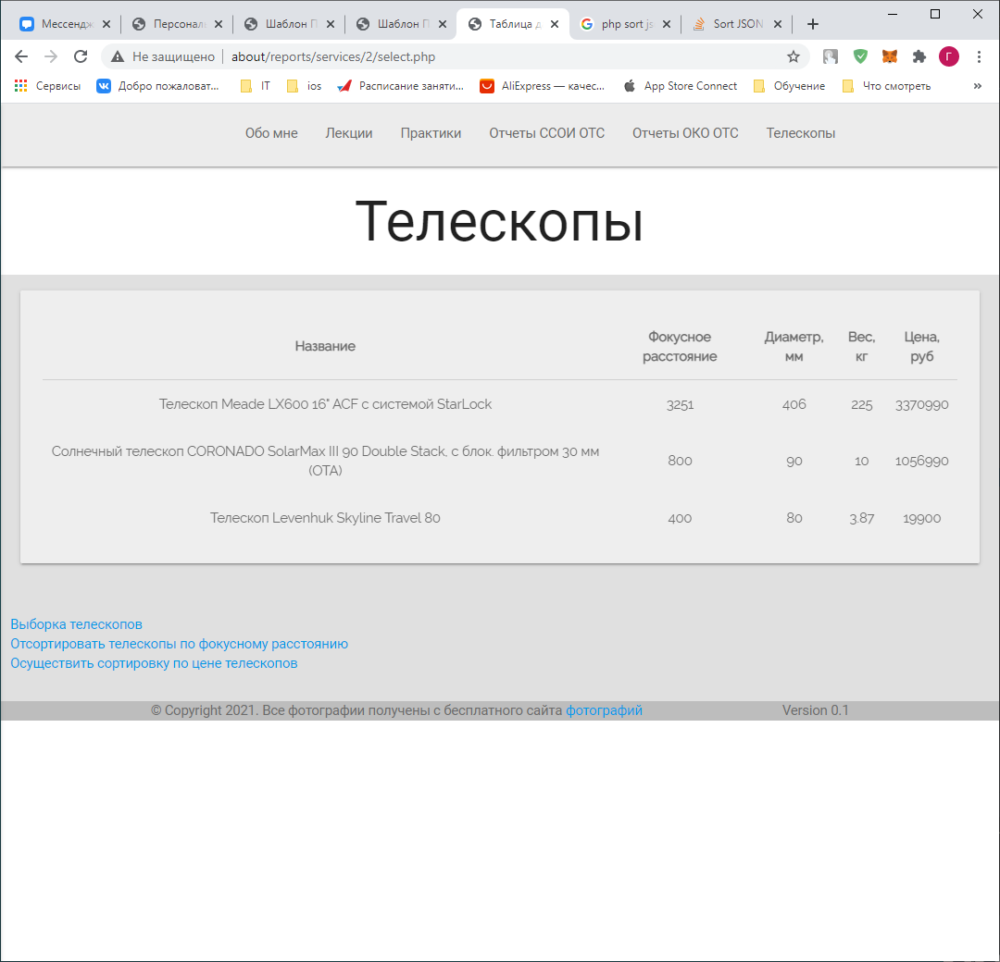 Мессендж
Персонал
Шаблон П
Шаблон П
Таблица д
php sort js
Sort JSON
Не защищено
about/reports/services/2/select.php
Г
Сервисы
Добро пожаловат...
IT
ios
Расписание заняти...
AliExpress — качес...
App Store Connect
Обучение
Что смотреть
»
Обо мне
Лекции
Практики
Отчеты ССОИ ОТС
Отчеты ОКО ОТС
Телескопы
Телескопы
Название
Фокусное
расстояние
Диаметр,
мм
Вес,
кг
Цена,
руб
Телескоп Meade LX600 16" ACF с системой StarLock
3251
406
225
3370990
Солнечный телескоп CORONADO SolarMax III 90 Double Stack, с блок. фильтром 30 мм
(OTA)
800
90
10
1056990
Телескоп Levenhuk Skyline Travel 80
400
80
3.87
19900
Выборка телескопов
Отсортировать телескопы по фокусному расстоянию
Осуществить сортировку по цене телескопов
© Copyright 2021. Все фотографии получены с бесплатного сайта фотографий
Version 0.1